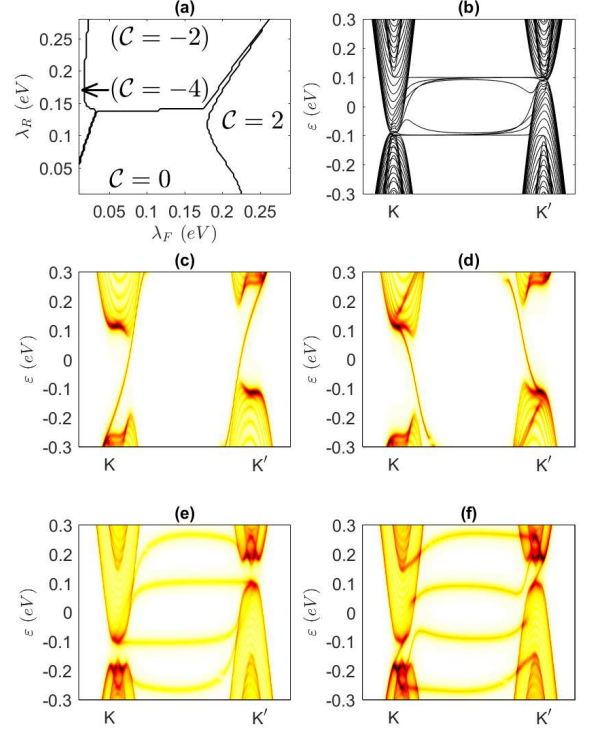 (a)
(b)
0.25
0.2
0.15
0.1
0.05
λ_R (eV)
(𝒞 = −2)
(𝒞 = −4)
𝒞 = 2
𝒞 = 0
0.05 0.1 0.15 0.2 0.25
λ_F (eV)
0.3
0.2
0.1
0
-0.1
-0.2
-0.3
ε (eV)
K K′
(c)
0.3
0.2
0.1
0
-0.1
-0.2
-0.3
ε (eV)
K K′
(d)
0.3
0.2
0.1
0
-0.1
-0.2
-0.3
ε (eV)
K K′
(e)
0.3
0.2
0.1
0
-0.1
-0.2
-0.3
ε (eV)
K K′
(f)
0.3
0.2
0.1
0
-0.1
-0.2
-0.3
ε (eV)
K K′